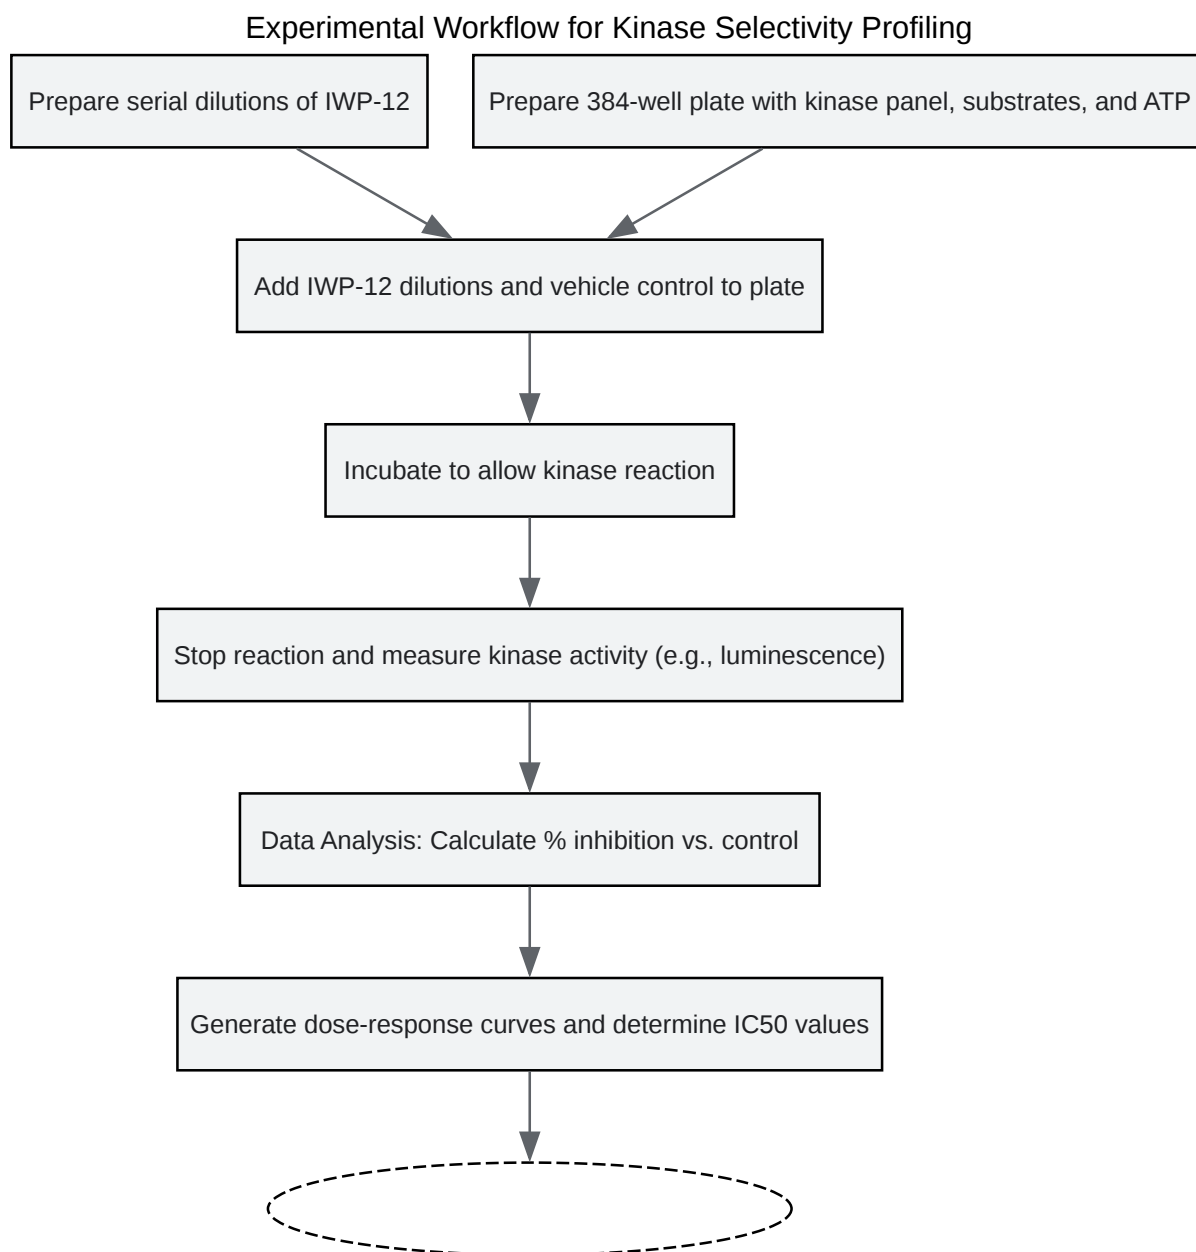 Experimental Workflow for Kinase Selectivity Profiling
Prepare serial dilutions of IWP-12
Prepare 384-well plate with kinase panel, substrates, and ATP
Add IWP-12 dilutions and vehicle control to plate
Incubate to allow kinase reaction
Stop reaction and measure kinase activity (e.g., luminescence)
Data Analysis: Calculate % inhibition vs. control
Generate dose-response curves and determine IC50 values